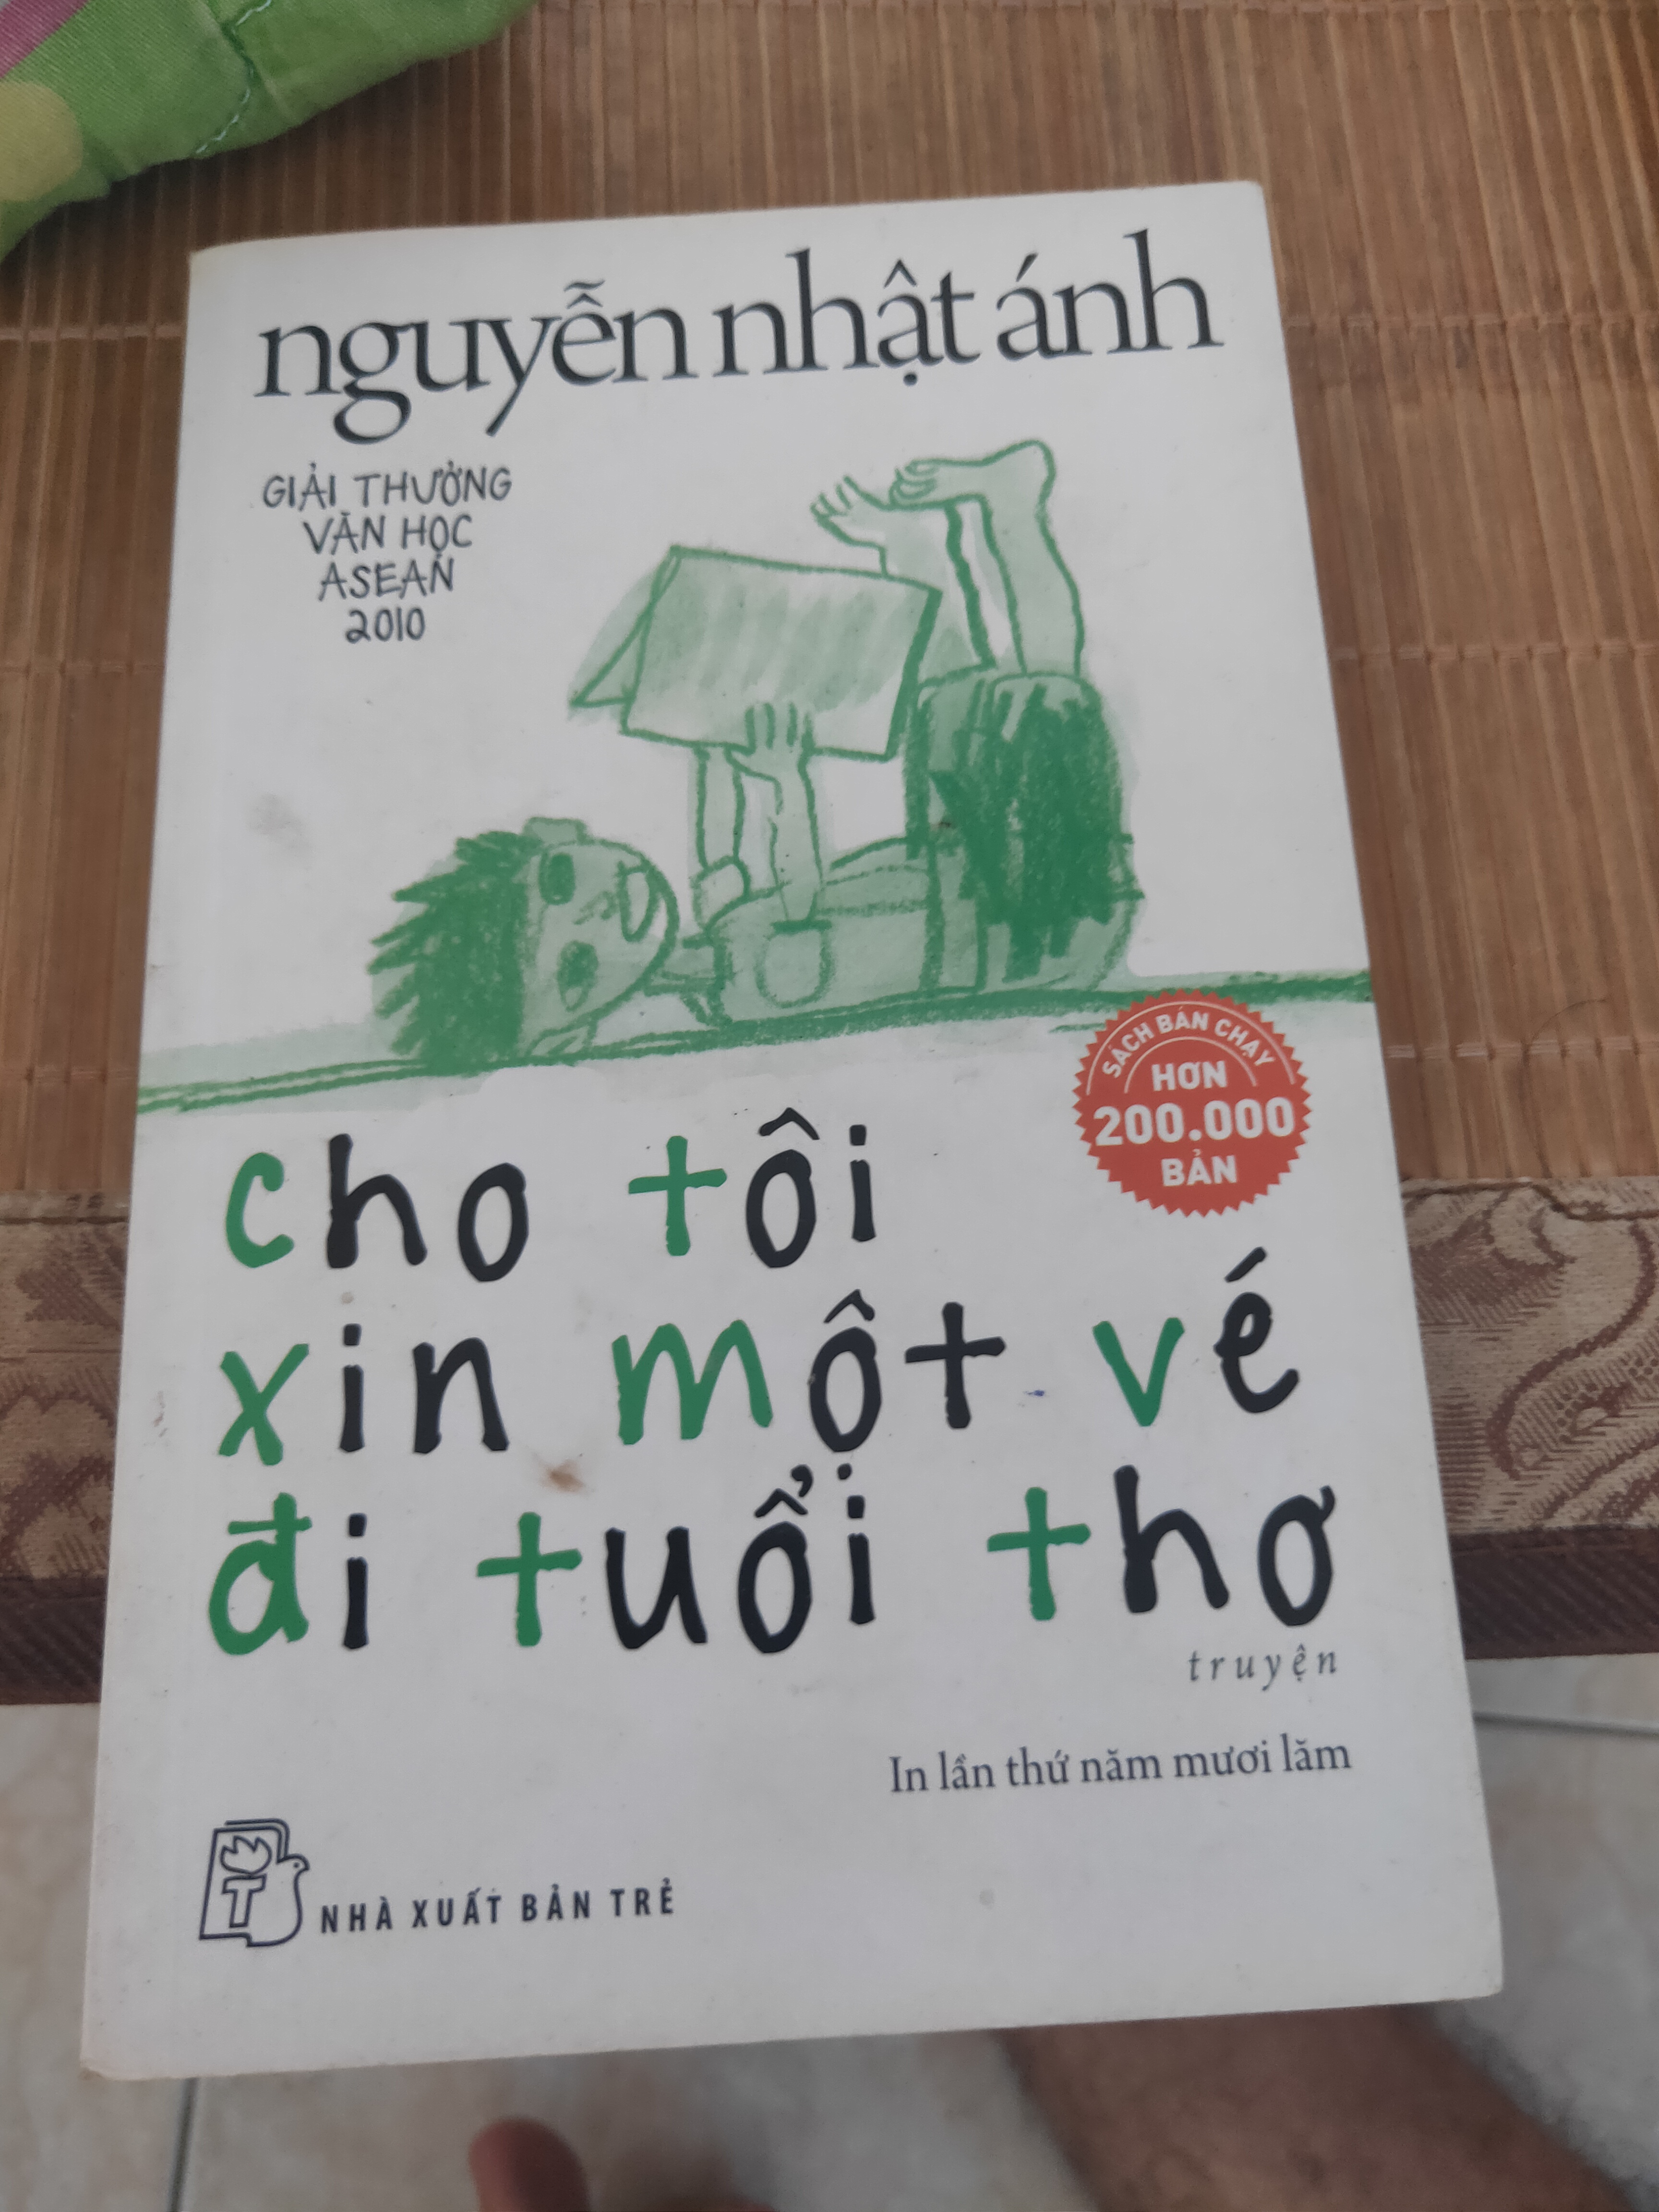 nguyễn nhật ánh
GIẢI THƯỞNG
VĂN HỌC
ASEAN
2010
SÁCH BÁN CHẠY
HƠN
200.000
BẢN
cho tôi
xin một vé
đi tuổi thơ
truyện
In lần thứ năm mươi lăm
T
NHÀ XUẤT BẢN TRẺ